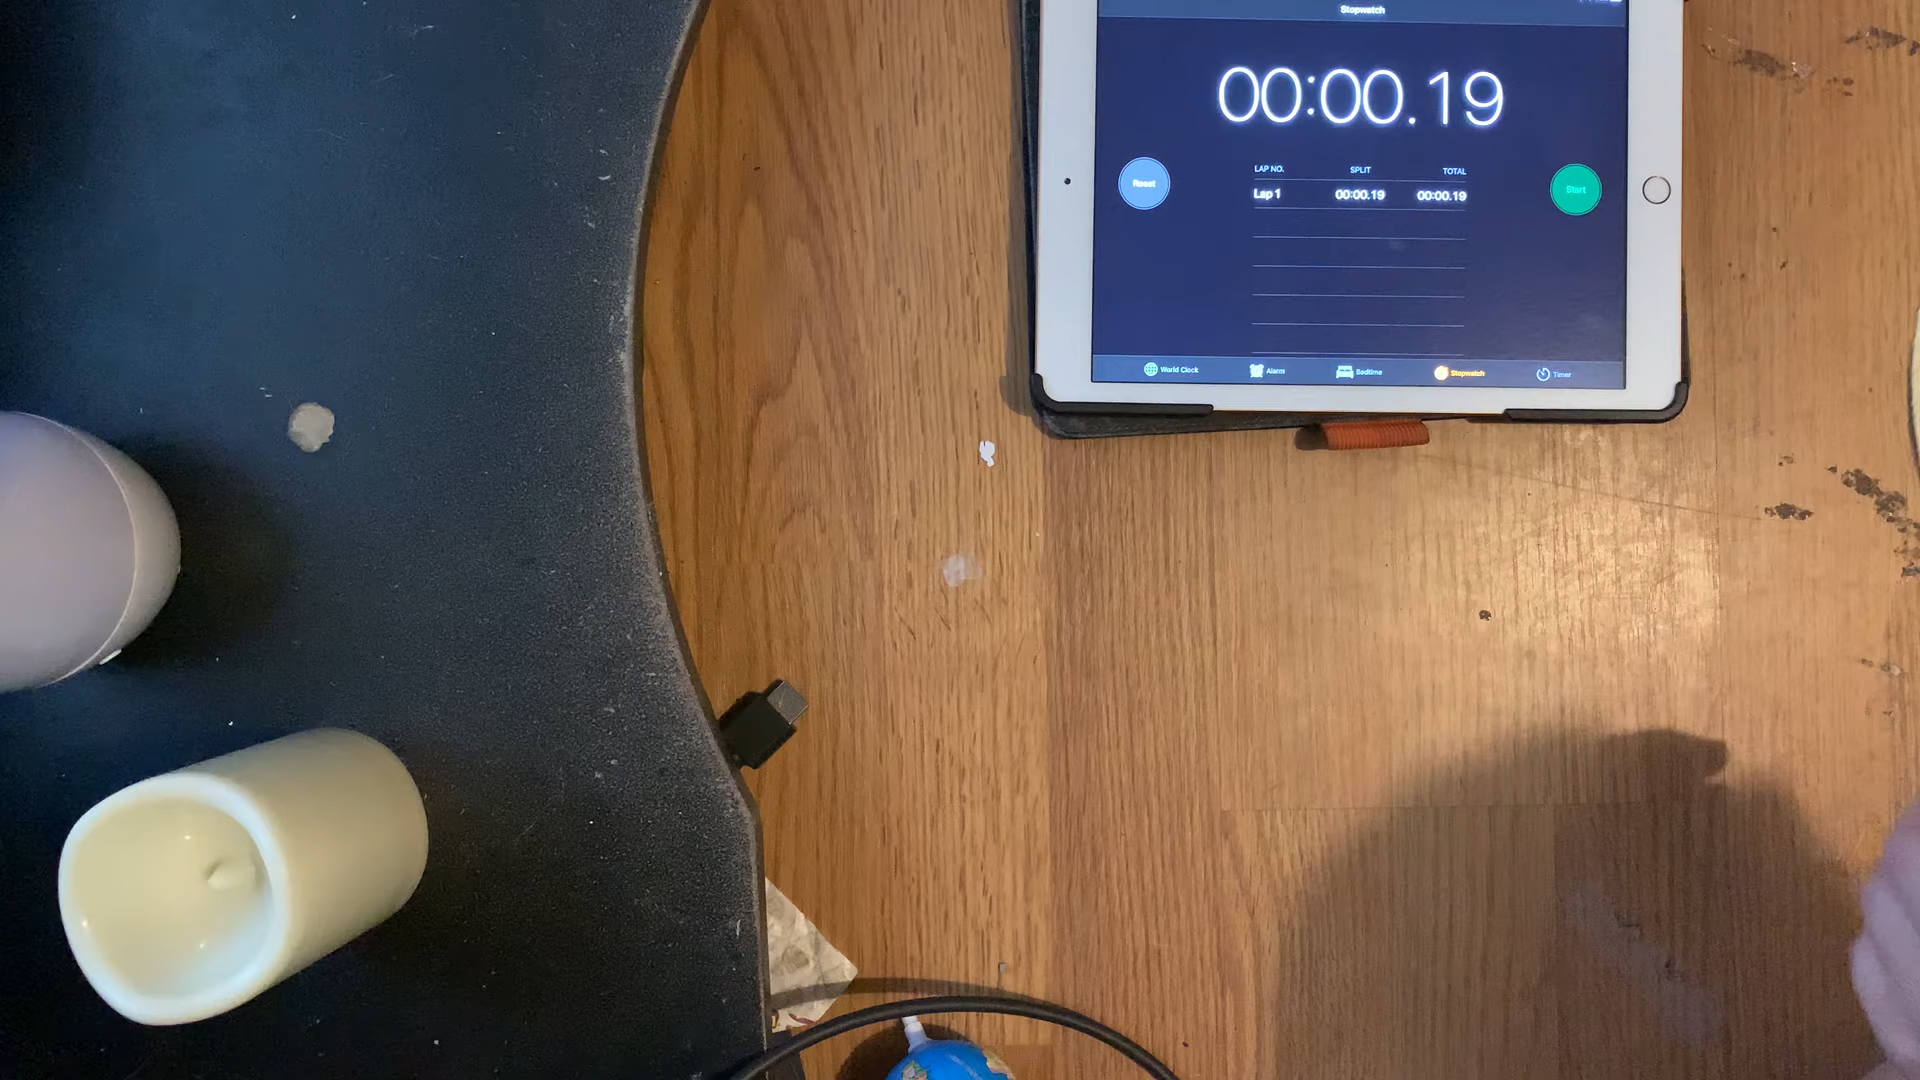 Stopwatch
00:00.19
Reset
Start
LAP NO. SPLIT TOTAL
Lap 1 00:00.19 00:00.19
World Clock Alarm Bedtime Stopwatch Timer